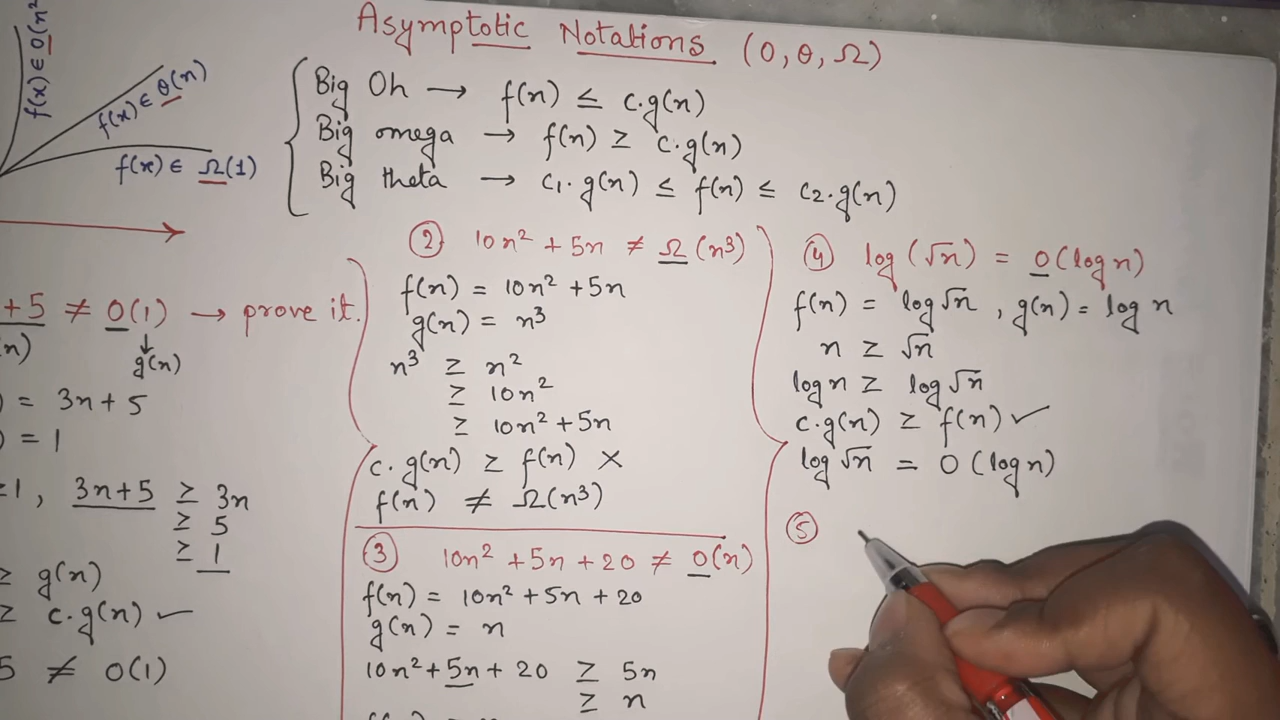 Asymptotic Notations (O, θ, Ω)
f(x) ∈ O(n²
f(x) ∈ θ(n)
f(x) ∈ Ω(1)
Big Oh → f(n) ≤ c.g(n)
Big omega → f(n) ≥ c.g(n)
Big theta → c₁.g(n) ≤ f(n) ≤ c₂.g(n)
+5 ≠ O(1) → prove it.
n)
↓
g(n)
) = 3n+5
) = 1
≥1, 3n+5 ≥ 3n
≥ 5
≥ 1
≥ g(n)
≥ c.g(n) ✓
5 ≠ O(1)
② 10n² + 5n ≠ Ω(n³)
f(n) = 10n² + 5n
g(n) = n³
n³ ≥ n²
≥ 10n²
≥ 10n² + 5n
c.g(n) ≥ f(n) ×
f(n) ≠ Ω(n³)
③ 10n² + 5n + 20 ≠ O(n)
f(n) = 10n² + 5n + 20
g(n) = n
10n² + 5n + 20 ≥ 5n
≥ n
④ log(√n) = O(log n)
f(n) = log√n, g(n) = log n
n ≥ √n
log n ≥ log√n
c.g(n) ≥ f(n) ✓
log√n = O(log n)
⑤